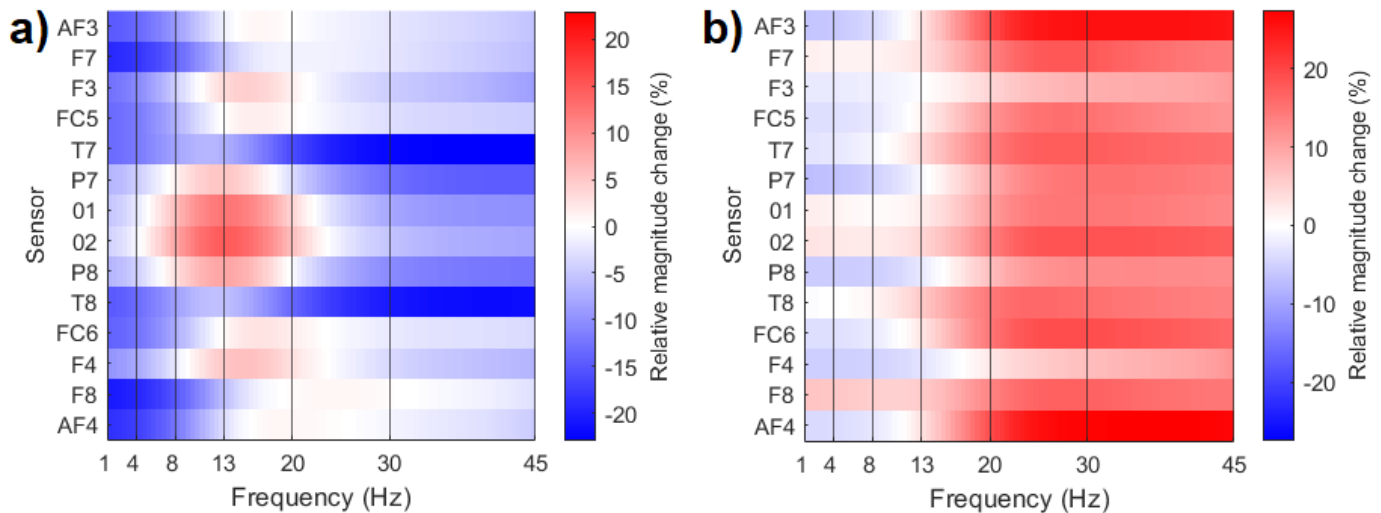 a)
AF3
F7
F3
FC5
T7
P7
01
02
P8
T8
FC6
F4
F8
AF4
Sensor
1 4 8 13 20 30 45
Frequency (Hz)
20
15
10
5
0
-5
-10
-15
-20
Relative magnitude change (%)
b)
AF3
F7
F3
FC5
T7
P7
01
02
P8
T8
FC6
F4
F8
AF4
Sensor
1 4 8 13 20 30 45
Frequency (Hz)
20
10
0
-10
-20
Relative magnitude change (%)